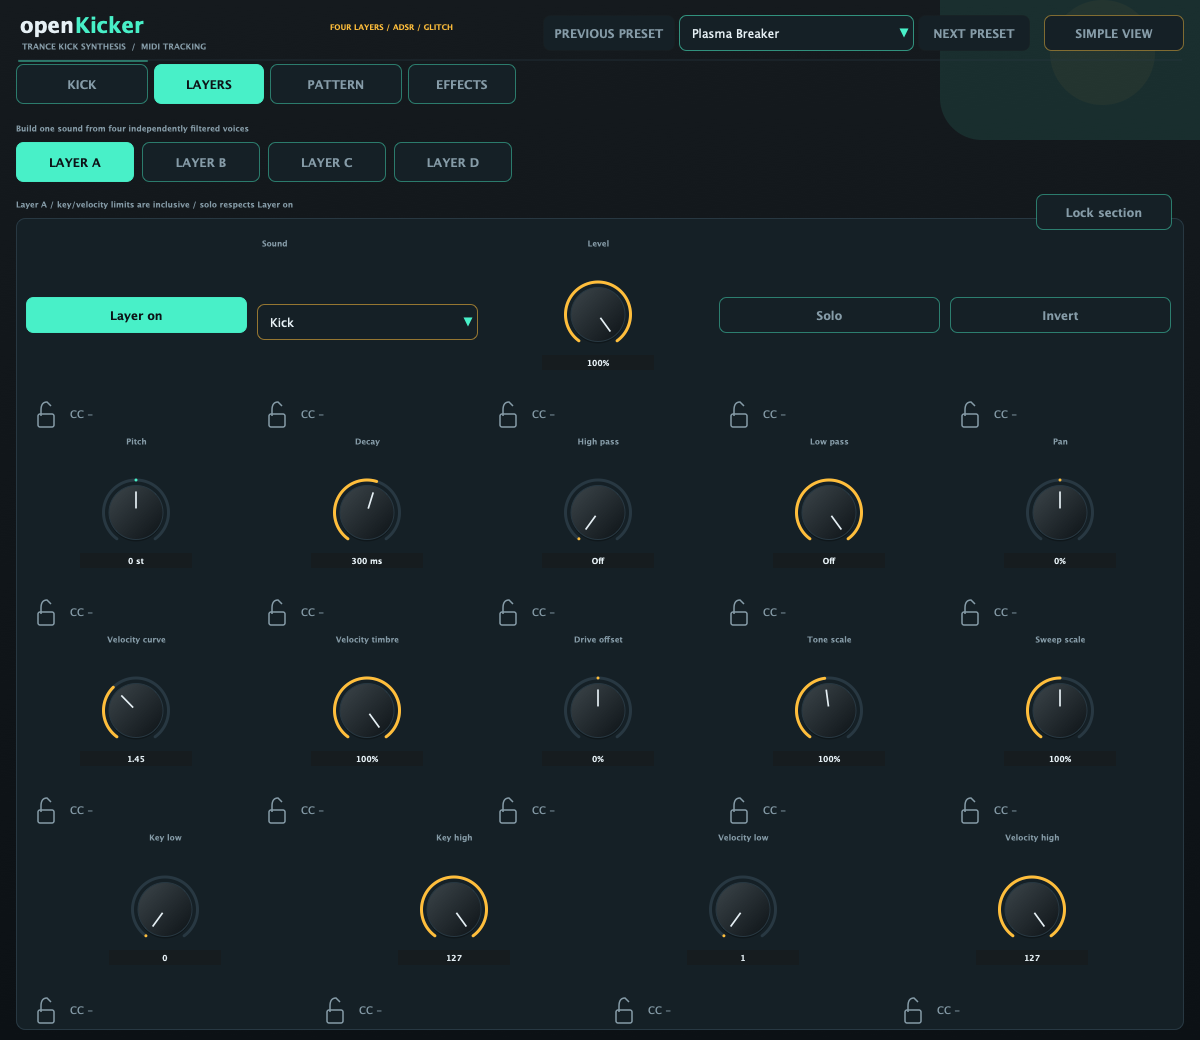 openKicker
TRANCE KICK SYNTHESIS / MIDI TRACKING
FOUR LAYERS / ADSR / GLITCH
PREVIOUS PRESET
Plasma Breaker
NEXT PRESET
SIMPLE VIEW
KICK
LAYERS
PATTERN
EFFECTS
Build one sound from four independently filtered voices
LAYER A
LAYER B
LAYER C
LAYER D
Layer A / key/velocity limits are inclusive / solo respects Layer on
Lock section
Sound
Level
Layer on
Kick
Solo
Invert
100%
CC –
CC –
CC –
CC –
CC –
Pitch
Decay
High pass
Low pass
Pan
0 st
300 ms
Off
Off
0%
CC –
CC –
CC –
CC –
CC –
Velocity curve
Velocity timbre
Drive offset
Tone scale
Sweep scale
1.45
100%
0%
100%
100%
CC –
CC –
CC –
CC –
CC –
Key low
Key high
Velocity low
Velocity high
0
127
1
127
CC –
CC –
CC –
CC –